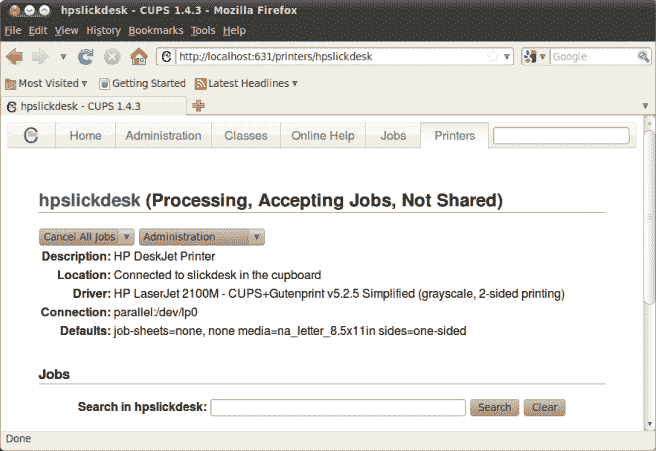 hpslickdesk - CUPS 1.4.3 - Mozilla Firefox
File Edit View History Bookmarks Tools Help
http://localhost:631/printers/hpslickdesk Google
Most Visited Getting Started Latest Headlines
hpslickdesk - CUPS 1.4.3
Home Administration Classes Online Help Jobs Printers
hpslickdesk (Processing, Accepting Jobs, Not Shared)
Cancel All Jobs Administration
Description: HP DeskJet Printer
Location: Connected to slickdesk in the cupboard
Driver: HP LaserJet 2100M - CUPS+Gutenprint v5.2.5 Simplified (grayscale, 2-sided printing)
Connection: parallel:/dev/lp0
Defaults: job-sheets=none, none media=na_letter_8.5x11in sides=one-sided
Jobs
Search in hpslickdesk: Search Clear
Done